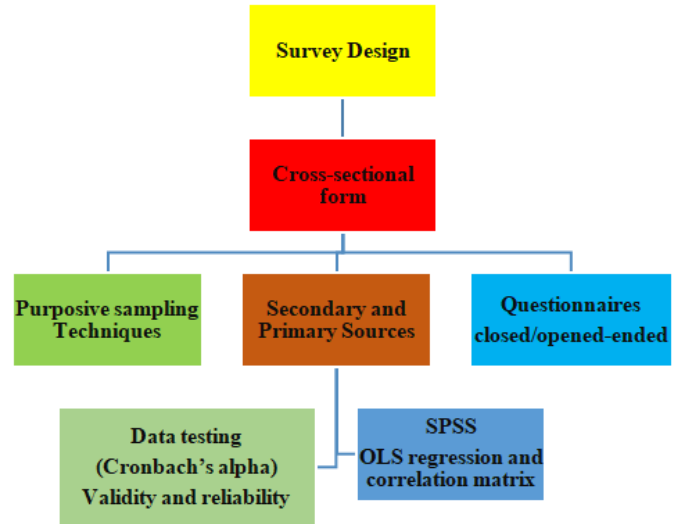 Survey Design
Cross-sectional
form
Purposive sampling
Techniques
Secondary and
Primary Sources
Questionnaires
closed/opened-ended
Data testing
(Cronbach's alpha)
Validity and reliability
SPSS
OLS regression and
correlation matrix